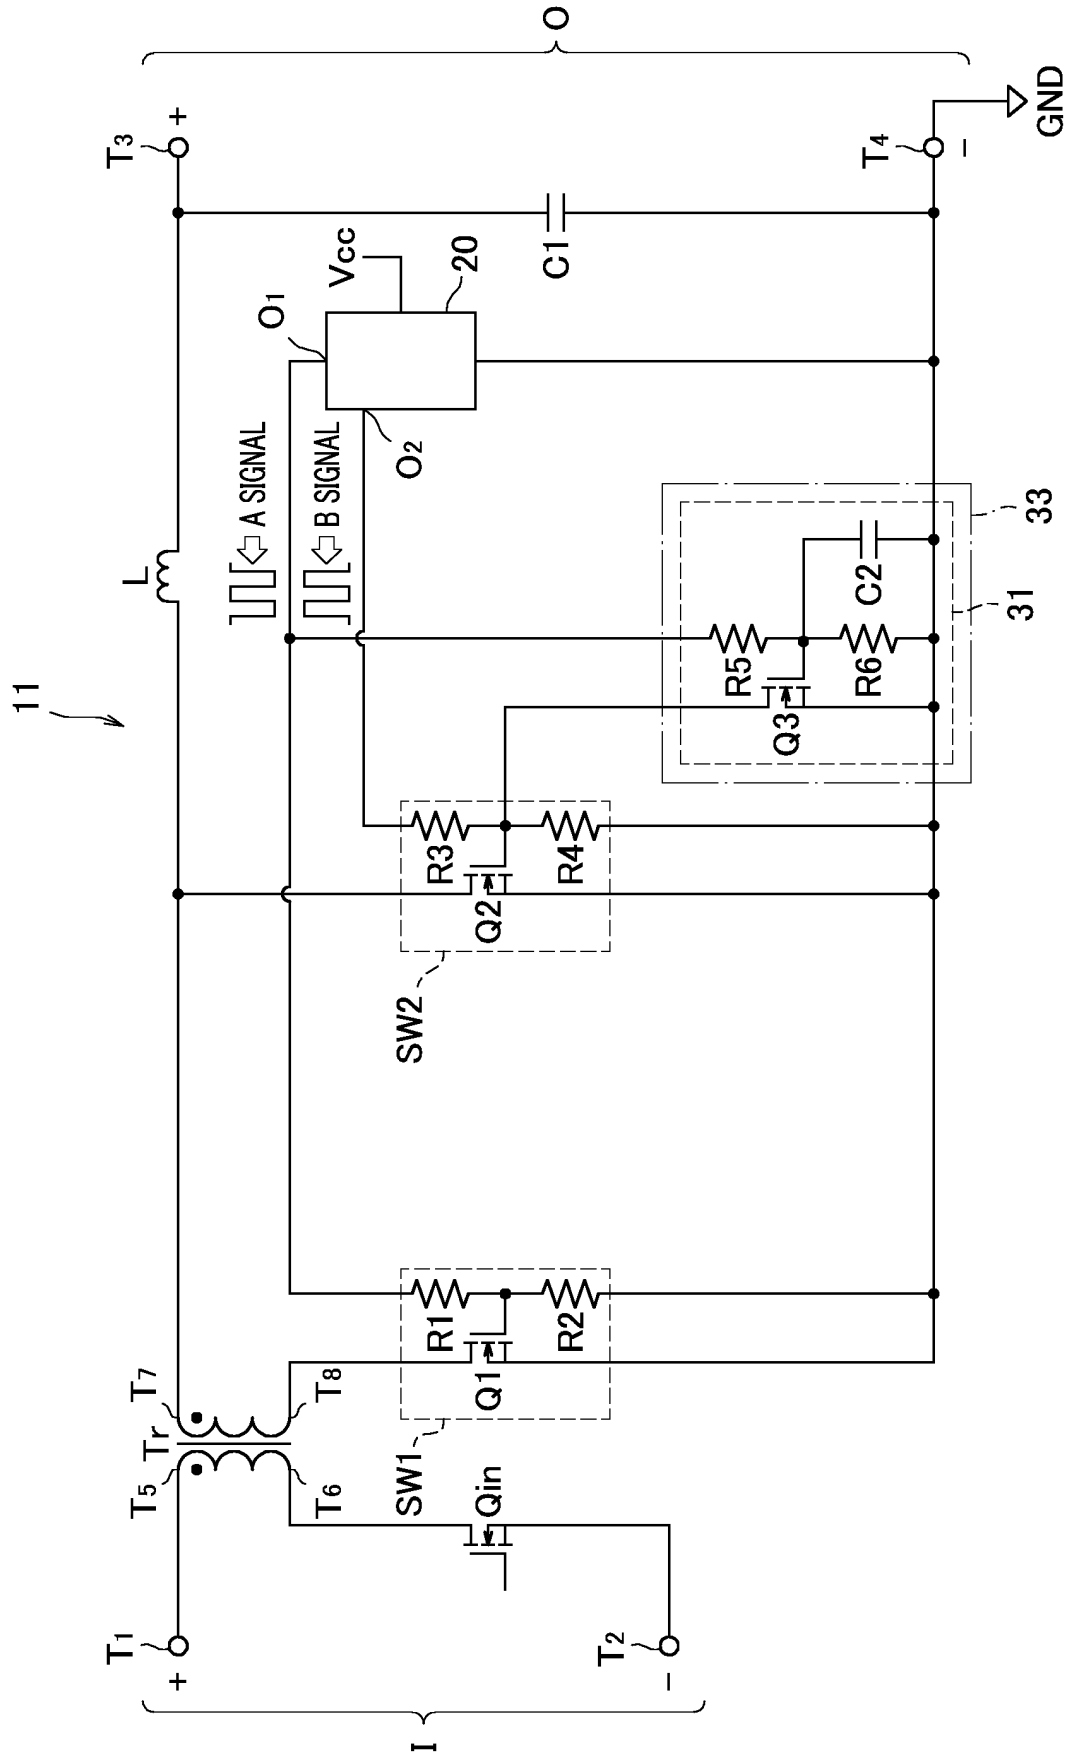 11
I
O
T1
+
T2
−
T5
Tr
T7
T6
T8
Qin
SW1
Q1
R1
R2
SW2
Q2
R3
R4
L
A SIGNAL
B SIGNAL
O1
O2
Vcc
20
Q3
R5
R6
C2
31
33
C1
T3
+
T4
−
GND